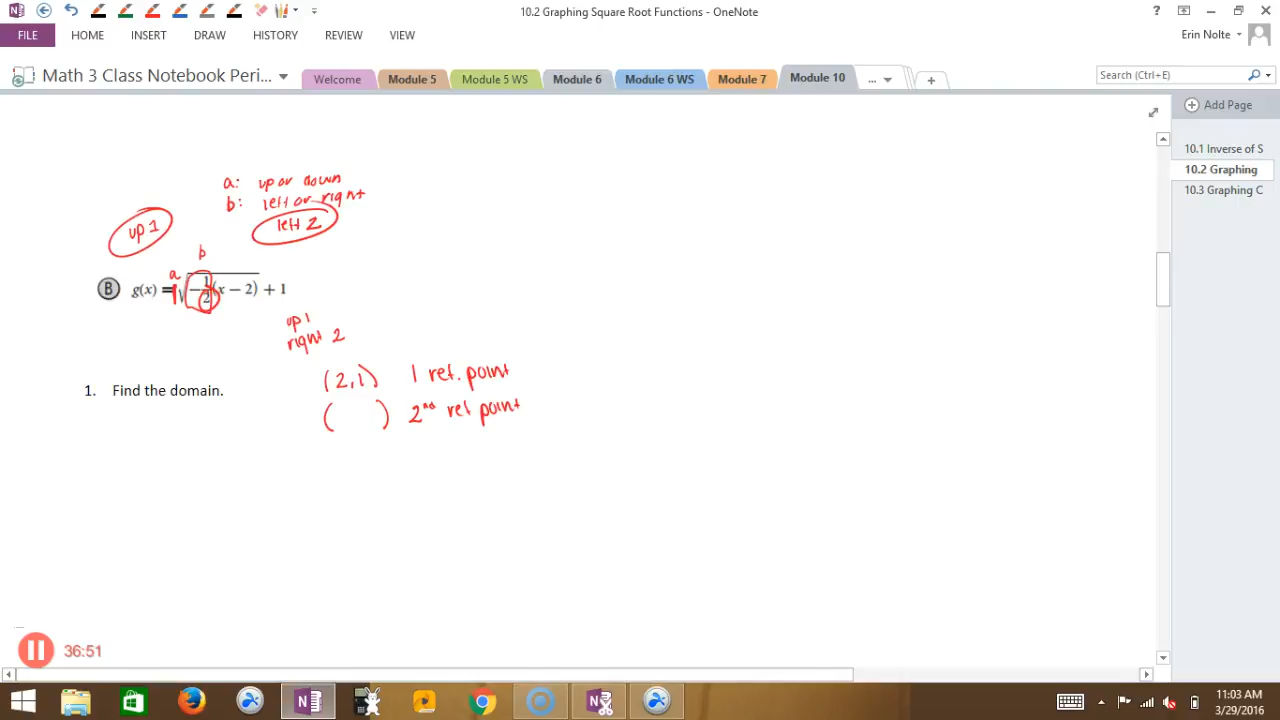 10.2 Graphing Square Root Functions - OneNote
FILE HOME INSERT DRAW HISTORY REVIEW VIEW
Erin Nolte
Math 3 Class Notebook Peri... Welcome Module 5 Module 5 WS Module 6 Module 6 WS Module 7 Module 10 ... Search (Ctrl+E)
Add Page
10.1 Inverse of S
10.2 Graphing
10.3 Graphing C
a: up or down
b: left or right
up 1
left 2
b
a
B g(x) = √(-1/2(x − 2)) + 1
up 1
right 2
(2,1) 1 ref. point
1. Find the domain.
( ) 2nd ref point
36:51
11:03 AM
3/29/2016